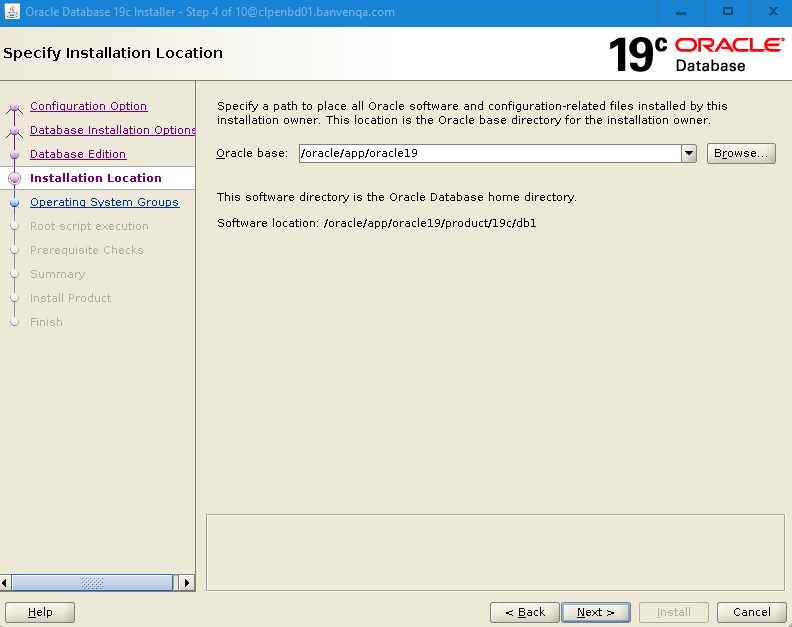 Oracle Database 19c Installer - Step 4 of 10@clpenbd01.banvenqa.com
Specify Installation Location
19c ORACLE
Database
Configuration Option
Database Installation Options
Database Edition
Installation Location
Operating System Groups
Root script execution
Prerequisite Checks
Summary
Install Product
Finish
Specify a path to place all Oracle software and configuration-related files installed by this
installation owner. This location is the Oracle base directory for the installation owner.
Oracle base: /oracle/app/oracle19 Browse...
This software directory is the Oracle Database home directory.
Software location: /oracle/app/oracle19/product/19c/db1
Help < Back Next > Install Cancel